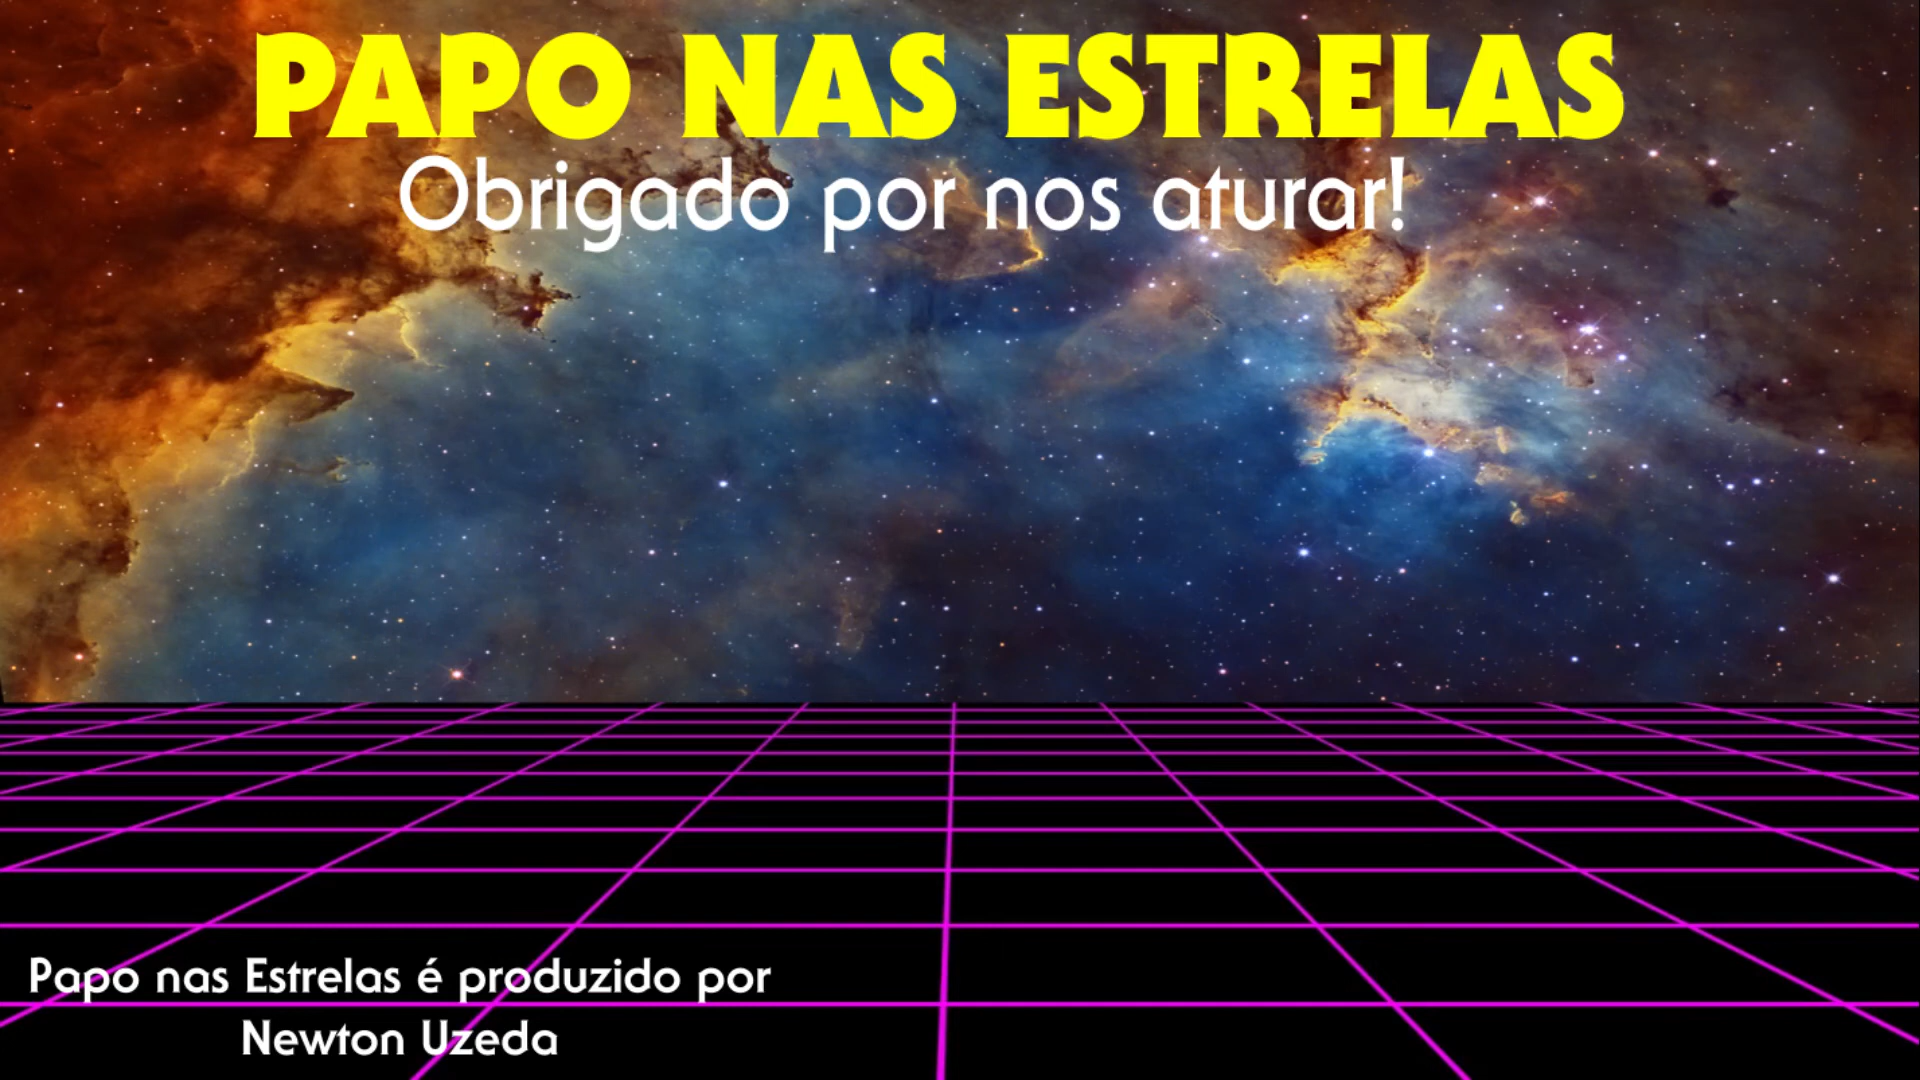 PAPO NAS ESTRELAS
Obrigado por nos aturar!
Papo nas Estrelas é produzido por
Newton Uzeda